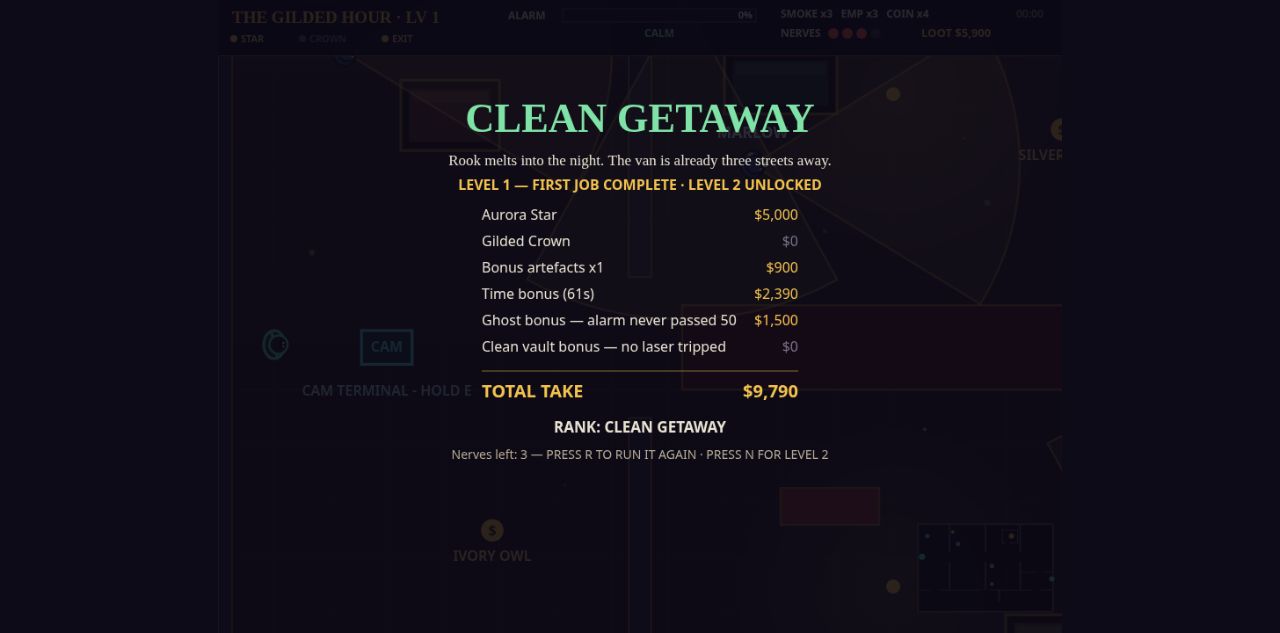 THE GILDED HOUR · LV 1
ALARM
0%
SMOKE x3 EMP x3 COIN x4
00:00
STAR
CROWN
EXIT
CALM
NERVES
LOOT $5,900
CLEAN GETAWAY
MARLOW
SILVER
Rook melts into the night. The van is already three streets away.
LEVEL 1 — FIRST JOB COMPLETE · LEVEL 2 UNLOCKED
Aurora Star $5,000
Gilded Crown $0
Bonus artefacts x1 $900
Time bonus (61s) $2,390
Ghost bonus — alarm never passed 50 $1,500
Clean vault bonus — no laser tripped $0
CAM
CAM TERMINAL - HOLD E
TOTAL TAKE $9,790
RANK: CLEAN GETAWAY
Nerves left: 3 — PRESS R TO RUN IT AGAIN · PRESS N FOR LEVEL 2
$
IVORY OWL